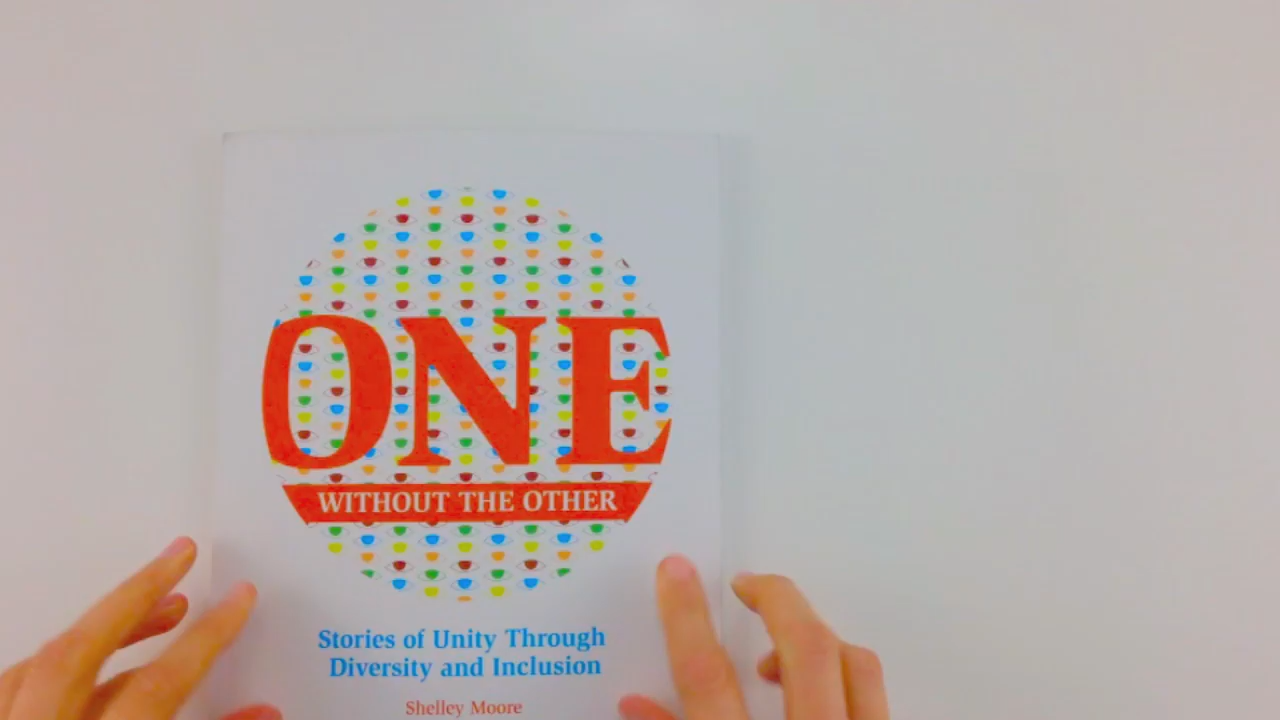 ONE
WITHOUT THE OTHER
Stories of Unity Through
Diversity and Inclusion
Shelley Moore